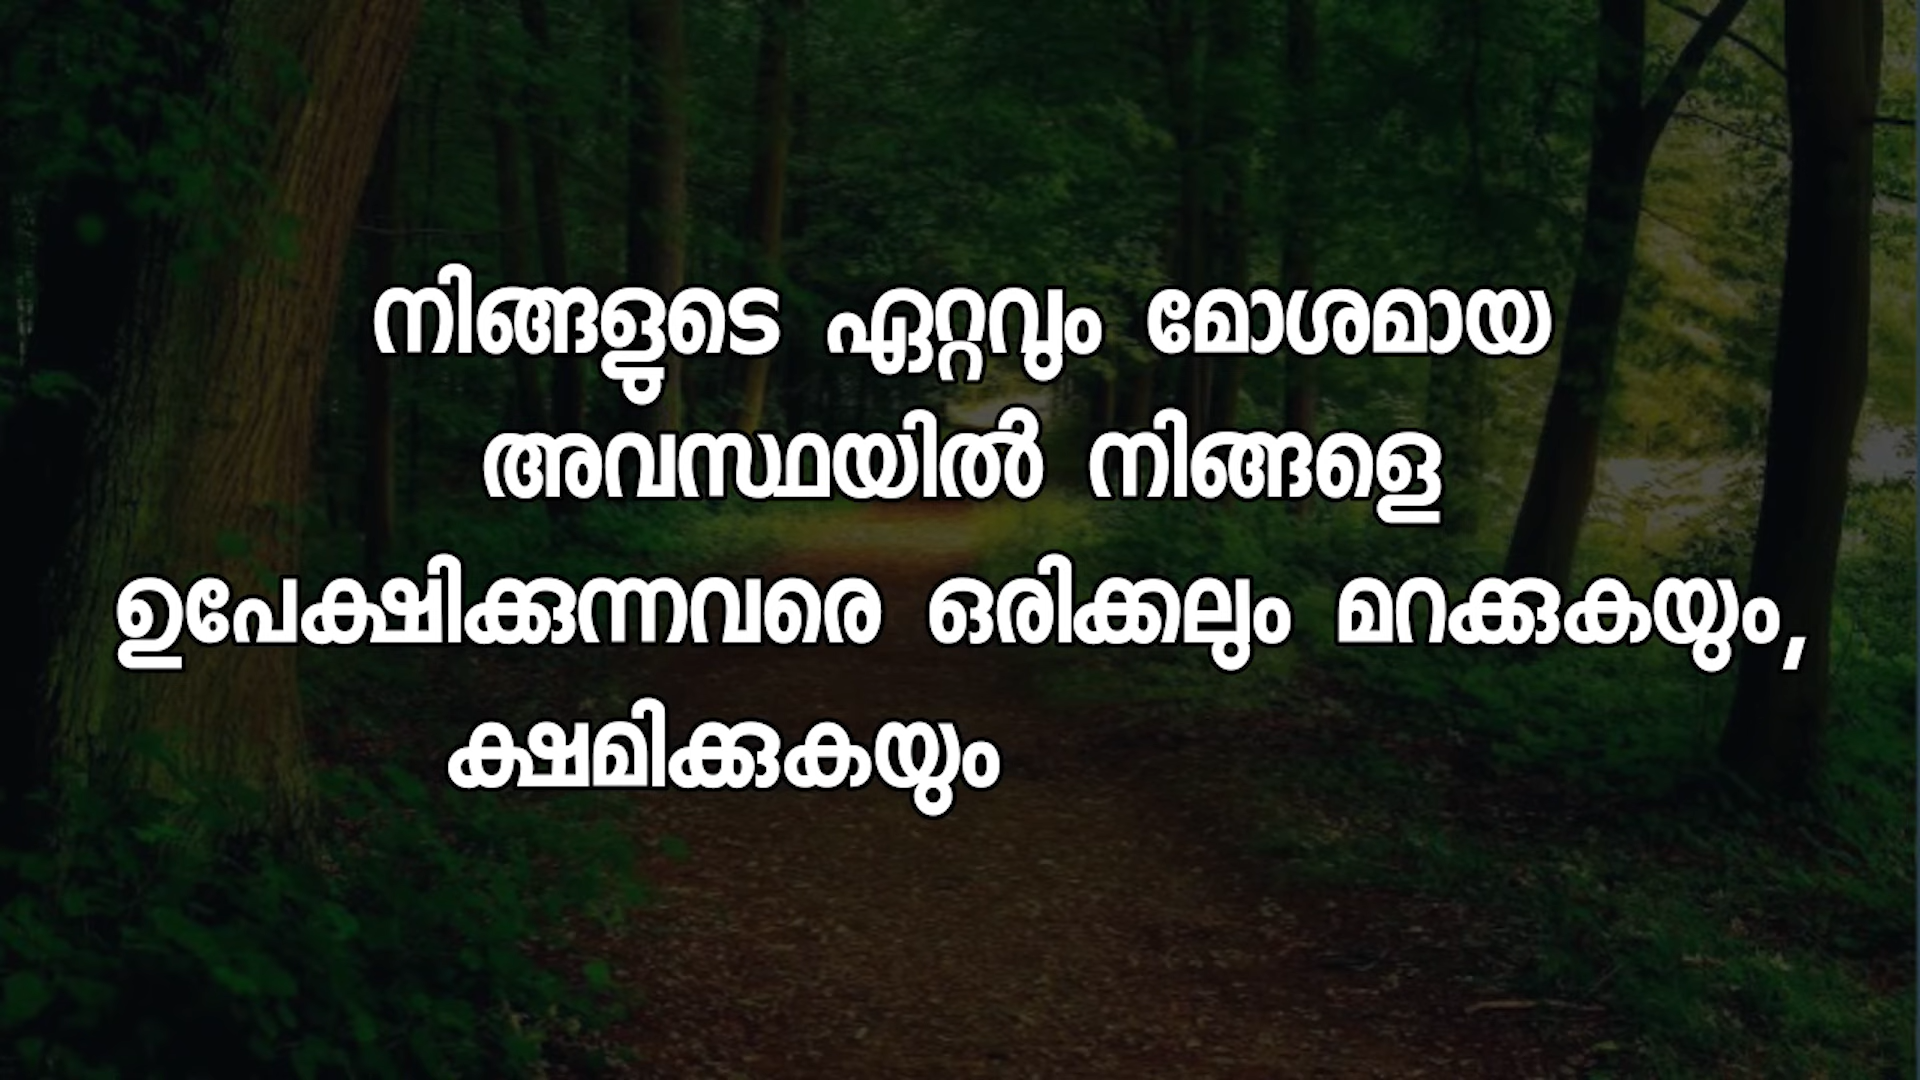 നിങ്ങളുടെ ഏറ്റവും മോശമായ
അവസ്ഥയിൽ നിങ്ങളെ
ഉപേക്ഷിക്കുന്നവരെ ഒരിക്കലും മറക്കുകയും,
ക്ഷമിക്കുകയും